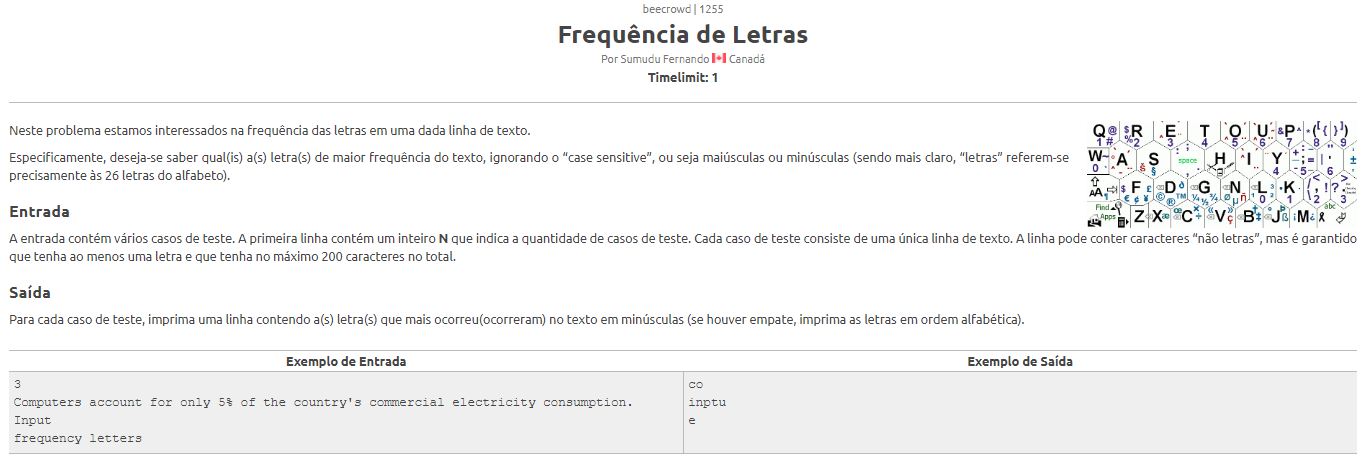 beecrowd | 1255
Frequência de Letras
Por Sumudu Fernando Canadá
Timelimit: 1
Neste problema estamos interessados na frequência das letras em uma dada linha de texto.
Especificamente, deseja-se saber qual(is) a(s) letra(s) de maior frequência do texto, ignorando o “case sensitive”, ou seja maiúsculas ou minúsculas (sendo mais claro, “letras” referem-se
precisamente às 26 letras do alfabeto).
Entrada
A entrada contém vários casos de teste. A primeira linha contém um inteiro N que indica a quantidade de casos de teste. Cada caso de teste consiste de uma única linha de texto. A linha pode conter caracteres “não letras”, mas é garantido
que tenha ao menos uma letra e que tenha no máximo 200 caracteres no total.
Saída
Para cada caso de teste, imprima uma linha contendo a(s) letra(s) que mais ocorreu(ocorreram) no texto em minúsculas (se houver empate, imprima as letras em ordem alfabética).
Exemplo de Entrada
Exemplo de Saída
3
Computers account for only 5% of the country's commercial electricity consumption.
Input
frequency letters
co
inptu
e
Q R E T O U P
W A S space H I Y
F D G N L K
Find Apps Z X C V B J M